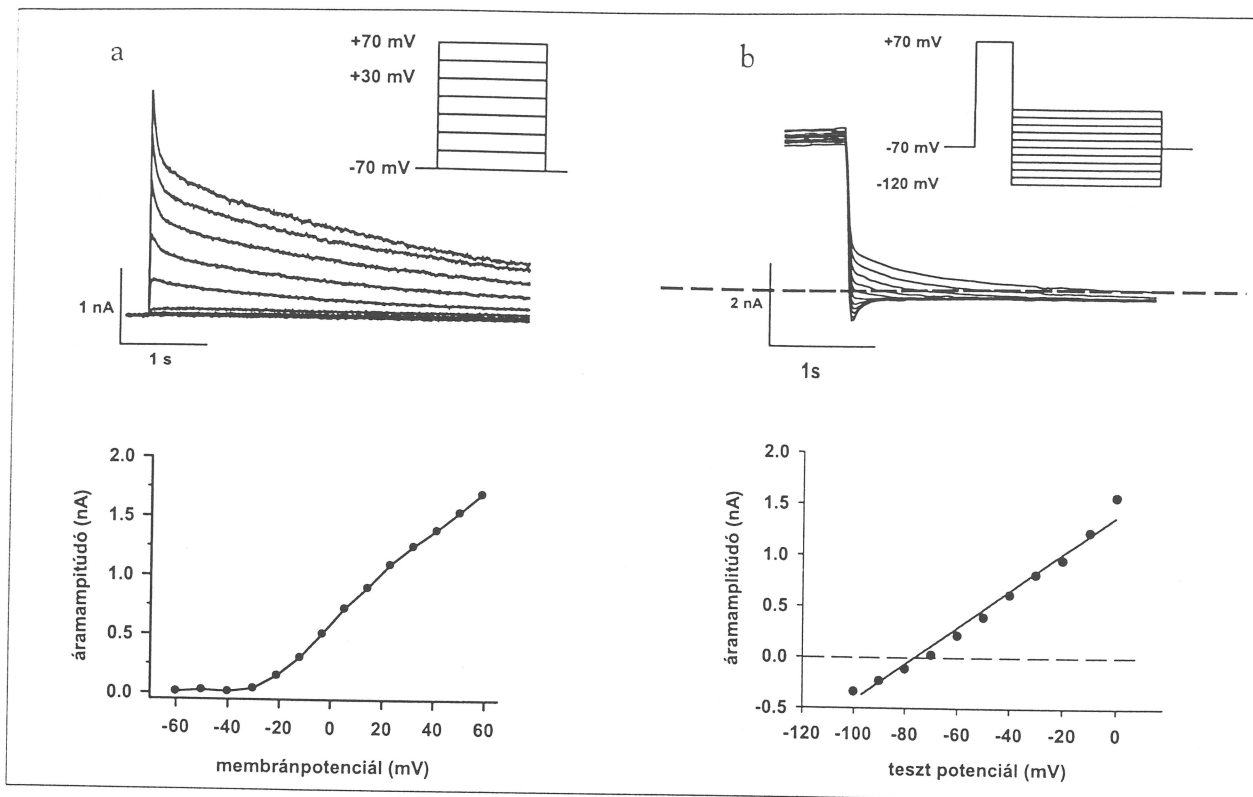 a
+70 mV
+30 mV
-70 mV
1 nA
1 s
b
+70 mV
-70 mV
-120 mV
2 nA
1s
áramampitúdó (nA)
2.0
1.5
1.0
0.5
0.0
-60 -40 -20 0 20 40 60
membránpotenciál (mV)
áramamplitúdó (nA)
2.0
1.5
1.0
0.5
0.0
-0.5
-120 -100 -80 -60 -40 -20 0
teszt potenciál (mV)